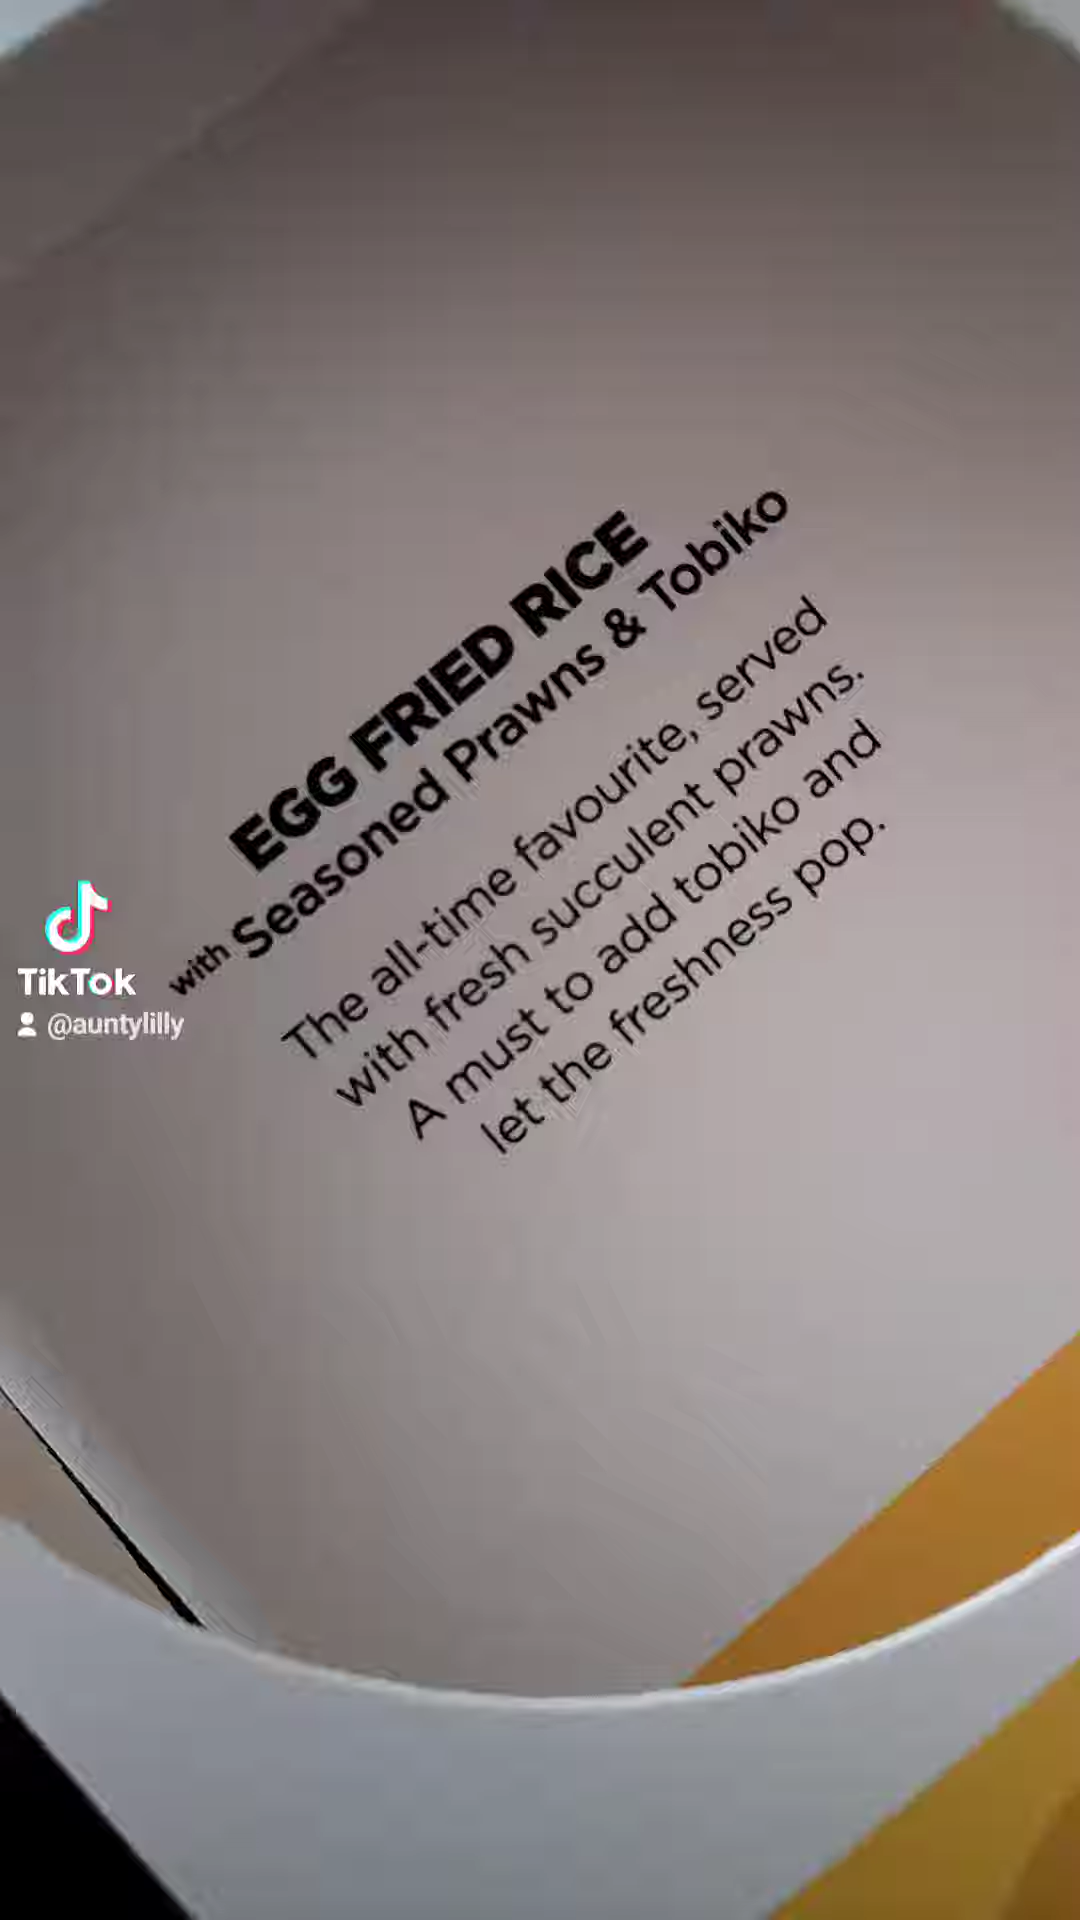 EGG FRIED RICE
with Seasoned Prawns & Tobiko
The all-time favourite, served
with fresh succulent prawns.
A must to add tobiko and
let the freshness pop.
TikTok
@auntylilly